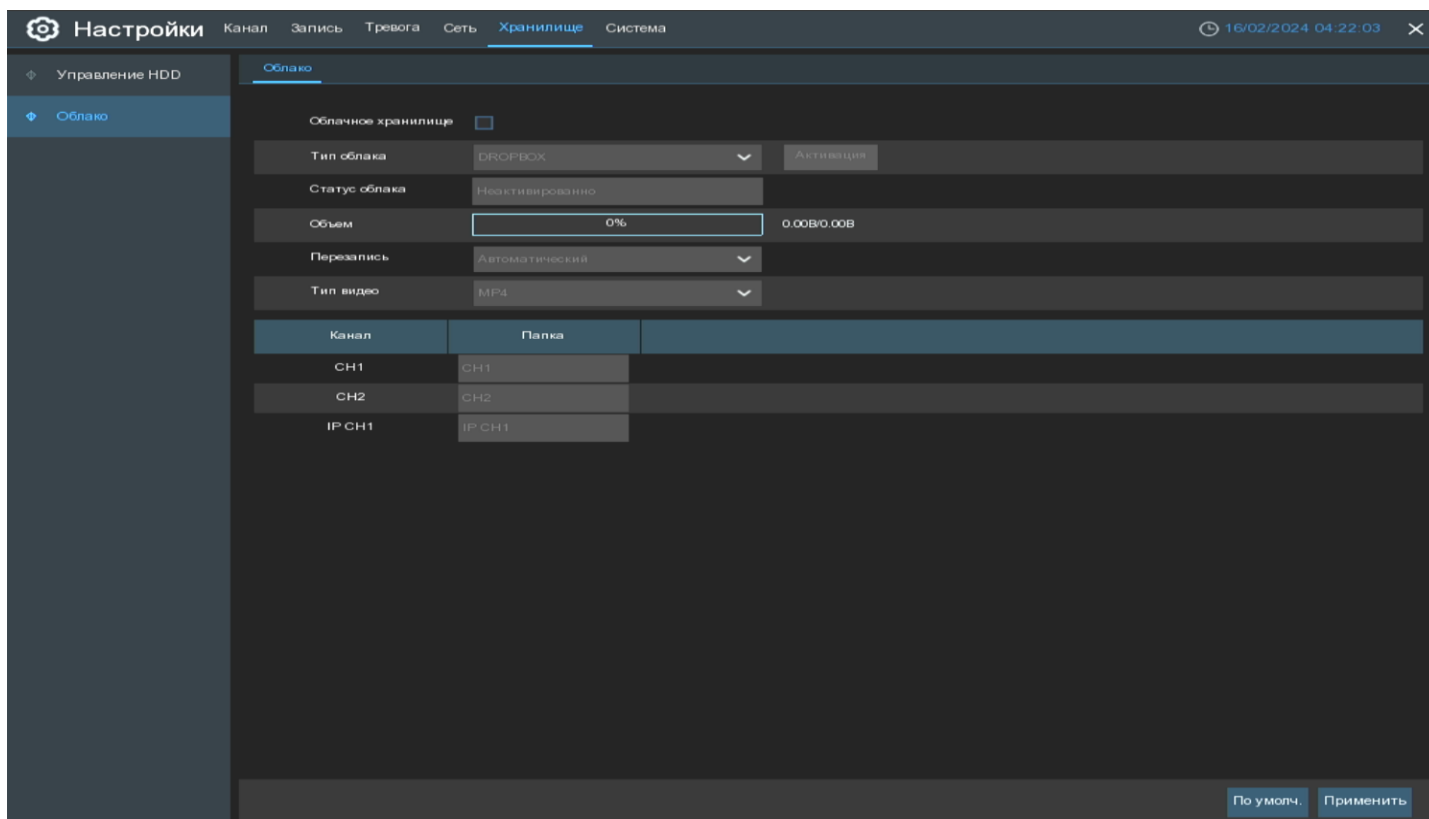 Настройки Канал Запись Тревога Сеть Хранилище Система 16/02/2024 04:22:03
Управление HDD
Облако
Облако
Облачное хранилище
Тип облака DROPBOX Активация
Статус облака Неактивированно
Объем 0% 0.00B/0.00B
Перезапись Автоматический
Тип видео MP4
Канал Папка
CH1 CH1
CH2 CH2
IP CH1 IP CH1
По умолч. Применить